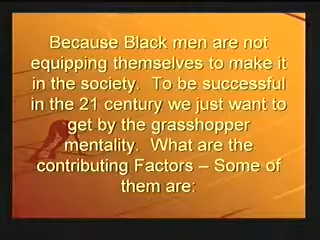 Because Black men are not
equipping themselves to make it
in the society.  To be successful
in the 21 century we just want to
get by the grasshopper
mentality.  What are the
contributing Factors – Some of
them are: